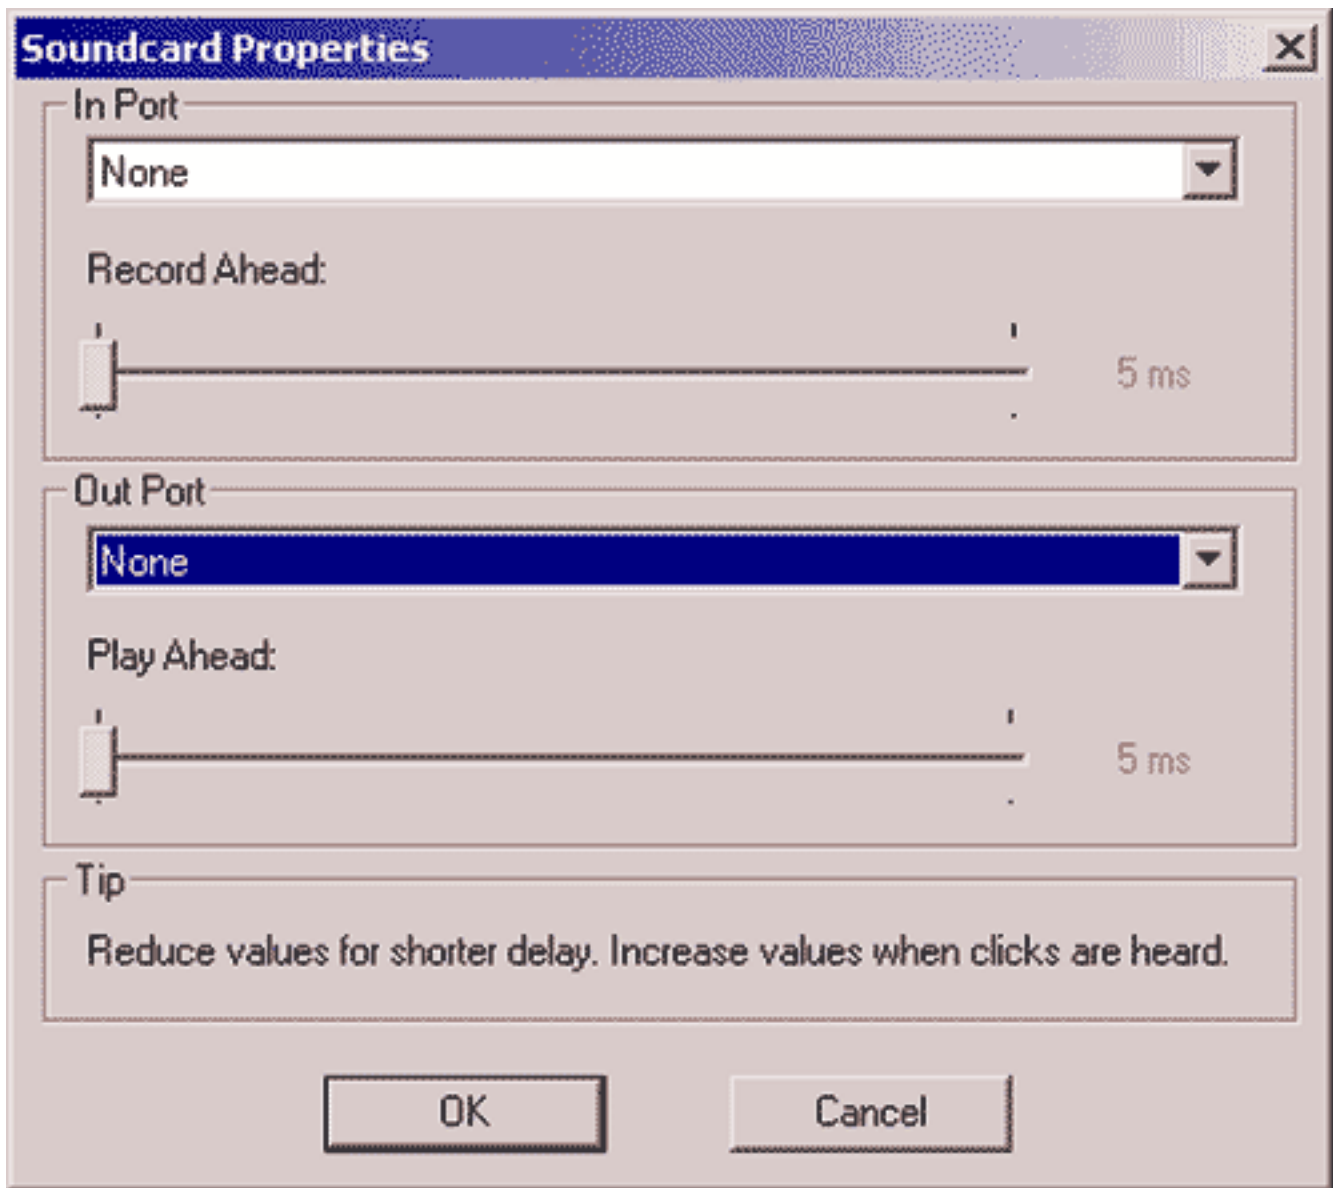 Soundcard Properties
In Port
None
Record Ahead:
5 ms
Out Port
None
Play Ahead:
5 ms
Tip
Reduce values for shorter delay. Increase values when clicks are heard.
OK Cancel